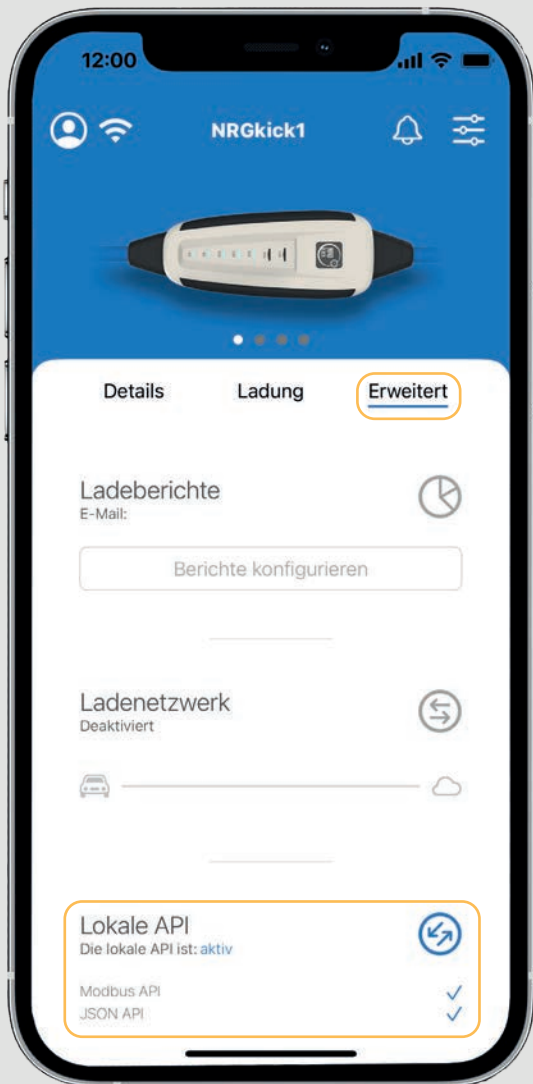 12:00
NRGkick1
Details Ladung Erweitert
Ladeberichte
E-Mail:
Berichte konfigurieren
Ladenetzwerk
Deaktiviert
Lokale API
Die lokale API ist: aktiv
Modbus API
JSON API